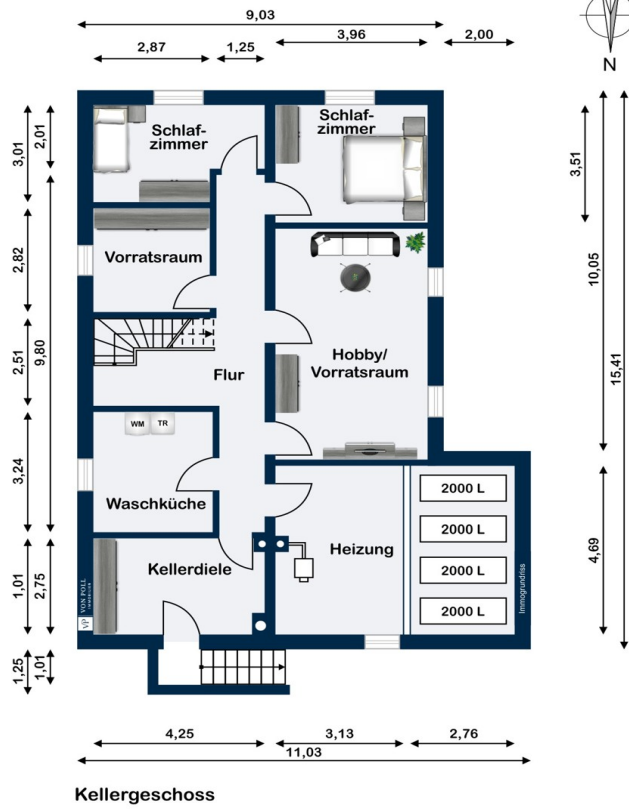 9,03
2,87
1,25
3,96
2,00
N
3,01
2,01
2,82
9,80
2,51
3,24
1,01
2,75
1,25
1,01
3,51
10,05
15,41
4,69
Schlaf-
zimmer
Schlaf-
zimmer
Vorratsraum
Hobby/
Vorratsraum
Flur
WM
TR
Waschküche
Kellerdiele
Heizung
2000 L
2000 L
2000 L
2000 L
Immogrundriss
VP
VON POLL
IMMOBILIEN
4,25
3,13
2,76
11,03
Kellergeschoss